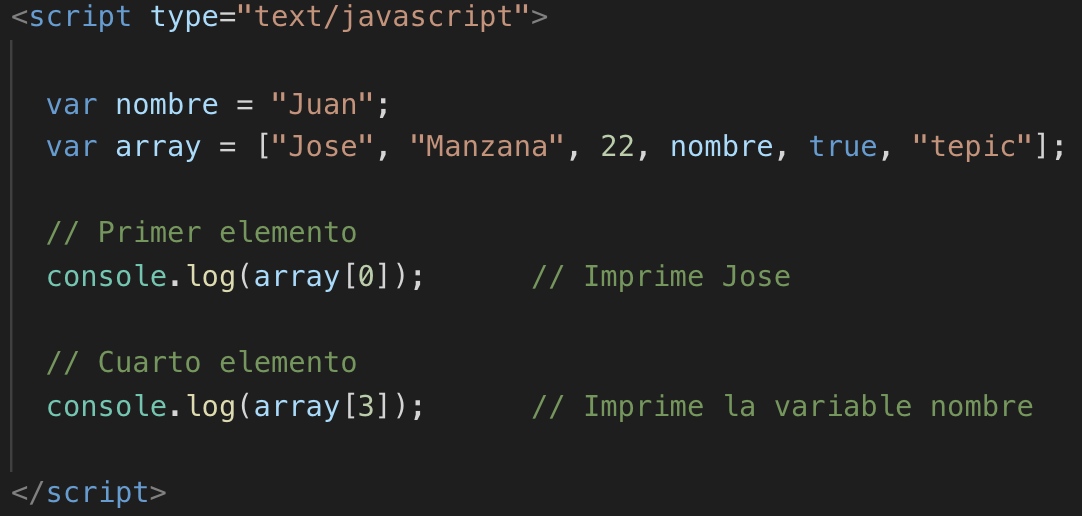 <script type="text/javascript">
var nombre = "Juan";
var array = ["Jose", "Manzana", 22, nombre, true, "tepic"];
// Primer elemento
console.log(array[0]);      // Imprime Jose
// Cuarto elemento
console.log(array[3]);      // Imprime la variable nombre
</script>